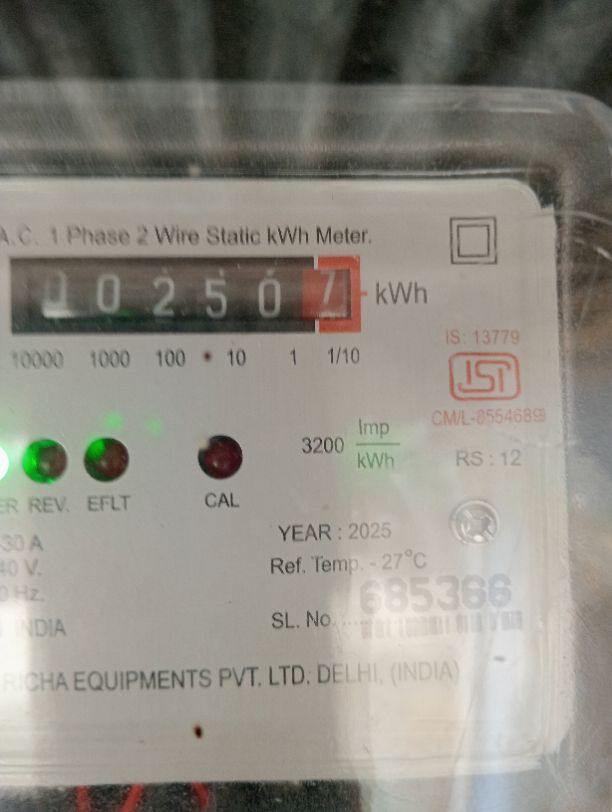 A.C. 1 Phase 2 Wire Static kWh Meter.
0 0 2 5 0 7 kWh
10000 1000 100 10 1 1/10
IS: 13779
ISI
CM/L-8554689
3200 Imp/kWh
RS : 12
ER REV. EFLT CAL
30 A
YEAR : 2025
40 V.
Ref. Temp. - 27°C
0 Hz.
685366
SL. No.
INDIA
RICHA EQUIPMENTS PVT. LTD. DELHI, (INDIA)